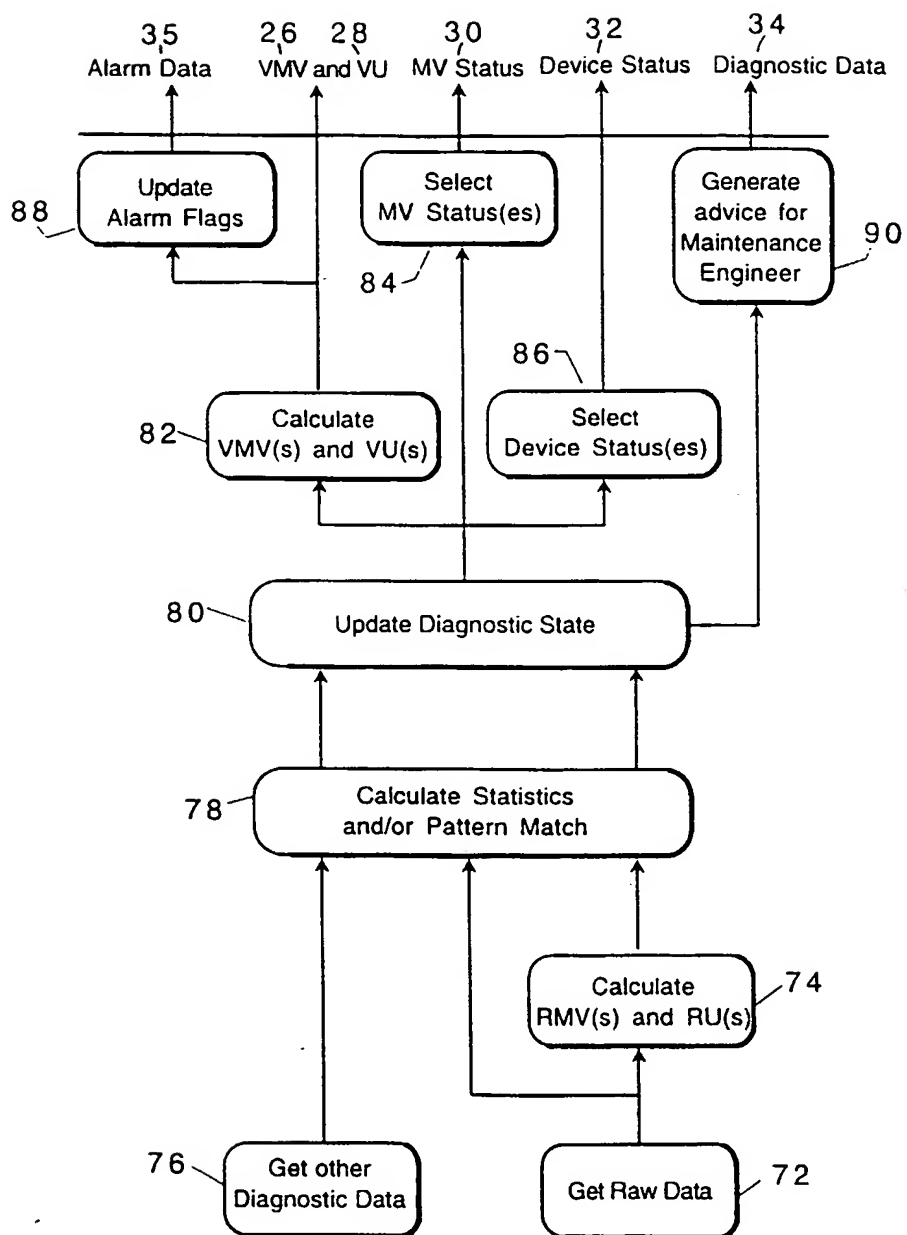 35 26 28 30 32 34
Alarm Data VMV and VU MV Status Device Status Diagnostic Data
88
Update
Alarm Flags
Select
MV Status(es)
84
Generate
advice for
Maintenance
Engineer
90
86
82
Calculate
VMV(s) and VU(s)
Select
Device Status(es)
80
Update Diagnostic State
78
Calculate Statistics
and/or Pattern Match
Calculate
RMV(s) and RU(s)
74
76
Get other
Diagnostic Data
Get Raw Data
72